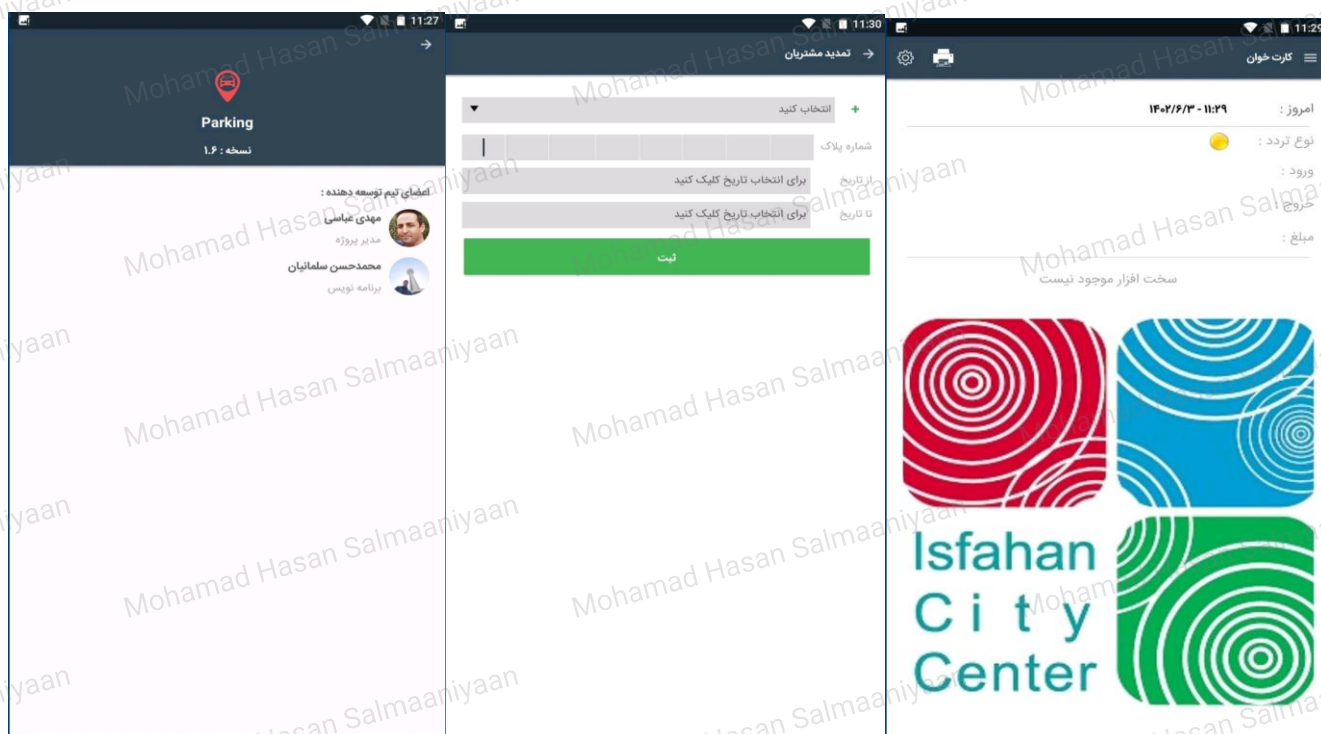 11:27
Parking
نسخه : ۱.۶
اعضای تیم توسعه دهنده :
مهدی عباسی
مدیر پروژه
محمدحسن سلمانیان
برنامه نویس
11:30
تمدید مشتریان
انتخاب کنید
+
شماره پلاک
از تاریخ
برای انتخاب تاریخ کلیک کنید
تا تاریخ
برای انتخاب تاریخ کلیک کنید
ثبت
11:29
کارت خوان
امروز : ۱۴۰۲/۶/۳ - ۱۱:۲۹
نوع تردد :
ورود :
خروج :
مبلغ :
سخت افزار موجود نیست
Isfahan
City
Center
Mohamad Hasan Salmaaniyaan